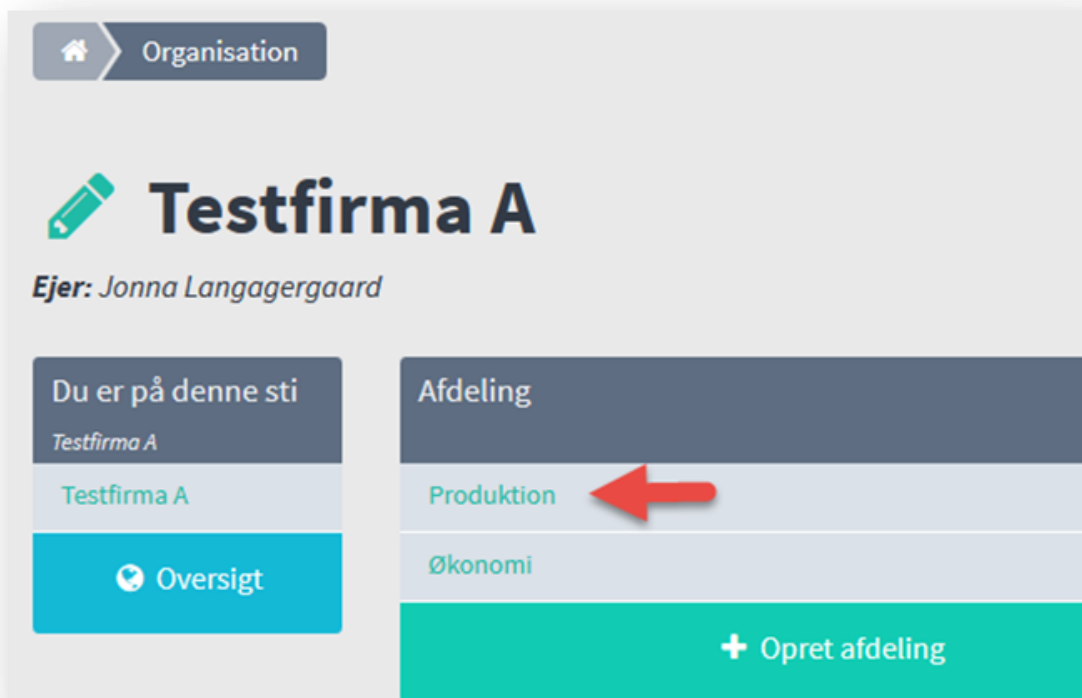 Organisation
Testfirma A
Ejer: Jonna Langagergaard
Du er på denne sti
Testfirma A
Testfirma A
Oversigt
Afdeling
Produktion
Økonomi
Opret afdeling